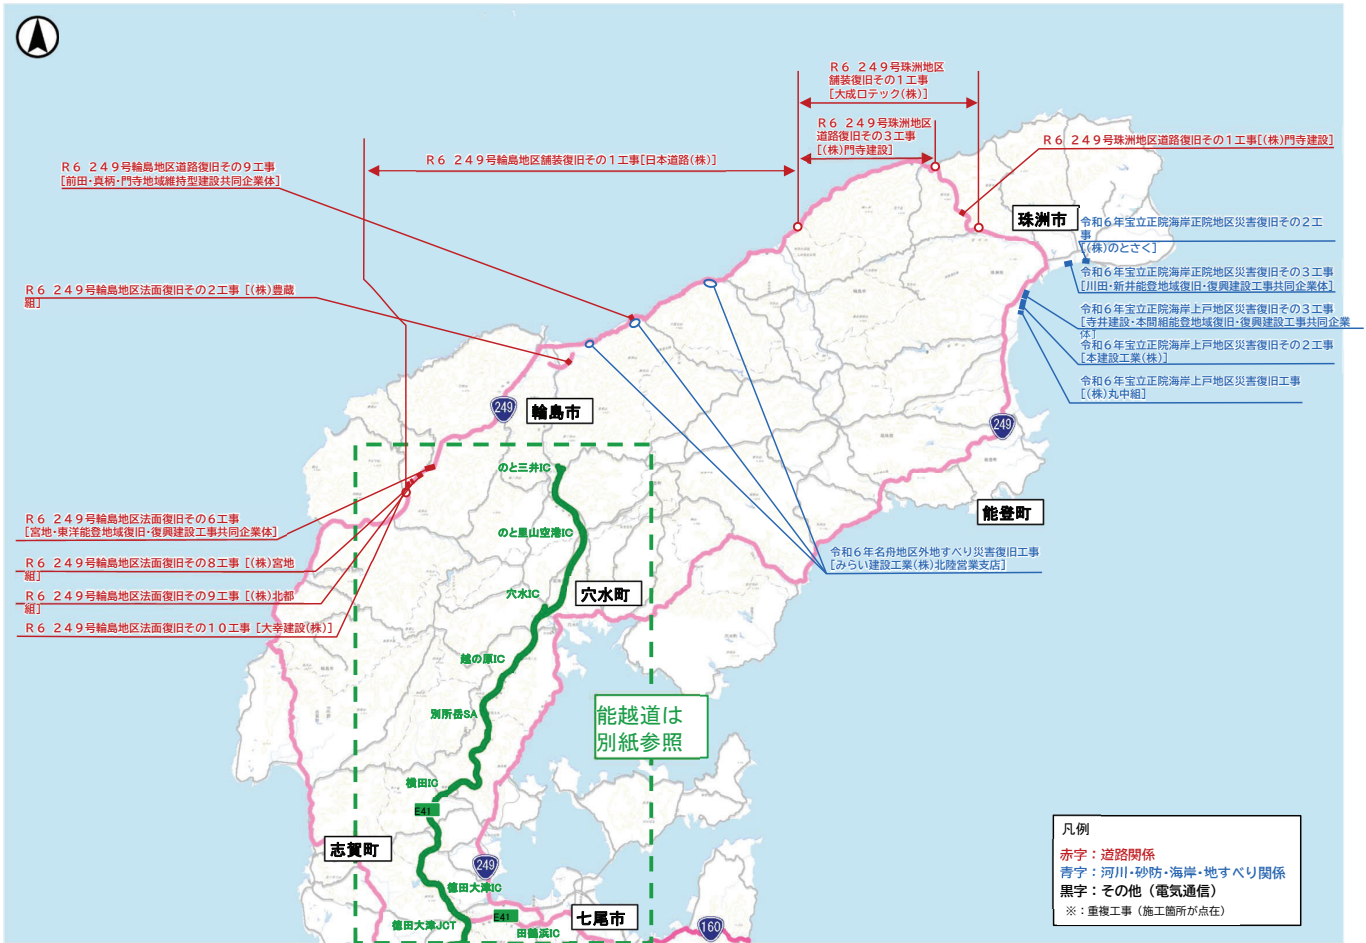 R6 249号珠洲地区
舗装復旧その1工事
[大成ロテック(株)]
R6 249号珠洲地区
道路復旧その3工事
[(株)門寺建設]
R6 249号珠洲地区道路復旧その1工事[(株)門寺建設]
R6 249号輪島地区舗装復旧その1工事[日本道路(株)]
R6 249号輪島地区道路復旧その9工事
[前田・真柄・門寺地域維持型建設共同企業体]
珠洲市
令和6年宝立正院海岸正院地区災害復旧その2工
事
[(株)のとさく]
令和6年宝立正院海岸正院地区災害復旧その3工事
[川田・新井能登地域復旧・復興建設工事共同企業体]
R6 249号輪島地区法面復旧その2工事 [(株)豊蔵
組]
令和6年宝立正院海岸上戸地区災害復旧その3工事
[寺井建設・本間組能登地域復旧・復興建設工事共同企業
体]
令和6年宝立正院海岸上戸地区災害復旧その2工事
[本建設工業(株)]
令和6年宝立正院海岸上戸地区災害復旧工事
[(株)丸中組]
249
輪島市
249
のと三井IC
能登町
R6 249号輪島地区法面復旧その6工事
[宮地・東洋能登地域復旧・復興建設工事共同企業体]
のと里山空港IC
令和6年名舟地区外地すべり災害復旧工事
[みらい建設工業(株)北陸営業支店]
R6 249号輪島地区法面復旧その8工事 [(株)宮地
組]
R6 249号輪島地区法面復旧その9工事 [(株)北都
組]
穴水IC
穴水町
R6 249号輪島地区法面復旧その10工事 [大幸建設(株)]
越の原IC
別所岳SA
能越道は
別紙参照
横田IC
E41
志賀町
249
徳田大津IC
E41
七尾市
徳田大津JCT
田鶴浜IC
160
凡例
赤字：道路関係
青字：河川・砂防・海岸・地すべり関係
黒字：その他（電気通信）
※：重複工事（施工箇所が点在）